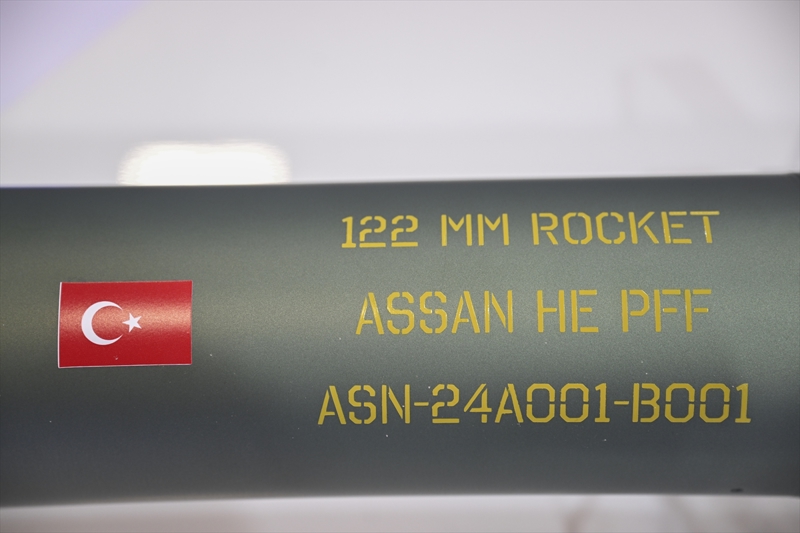 122 MM ROCKET
ASSAN HE PFF
ASN-24A001-B001